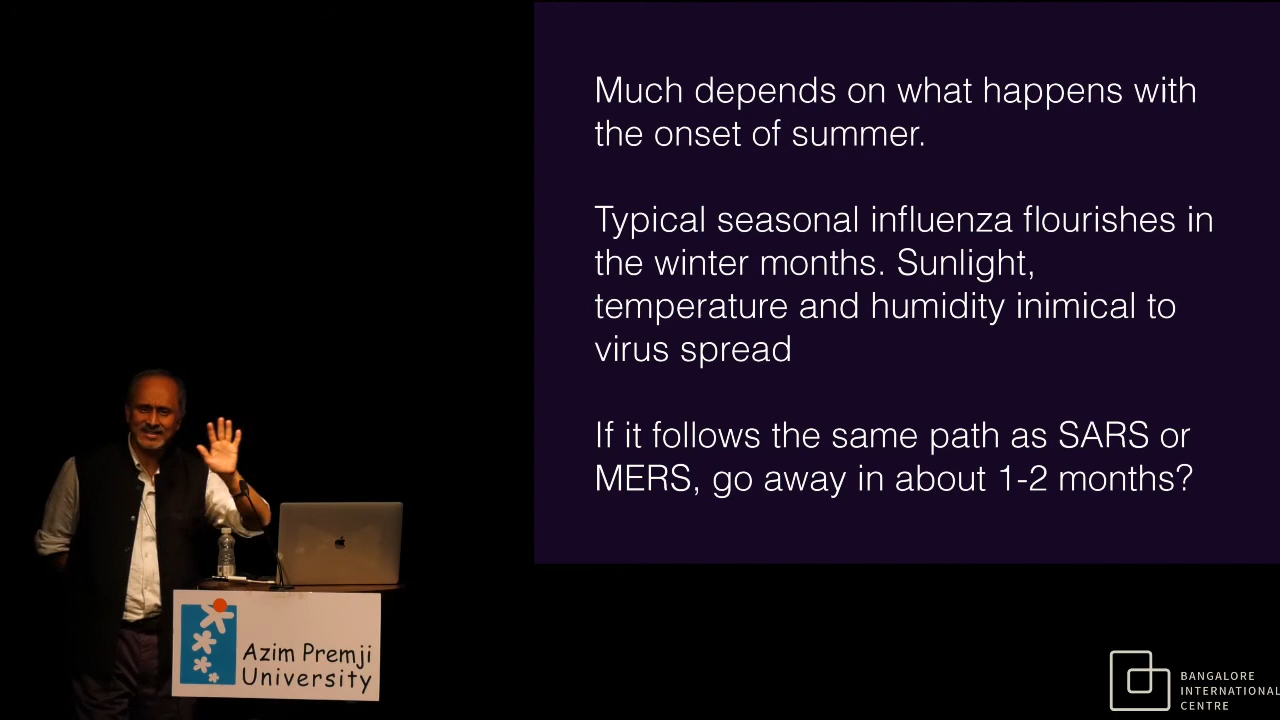 Much depends on what happens with
the onset of summer.
Typical seasonal influenza flourishes in
the winter months. Sunlight,
temperature and humidity inimical to
virus spread
If it follows the same path as SARS or
MERS, go away in about 1-2 months?
Azim Premji
University
BANGALORE
INTERNATIONAL
CENTRE